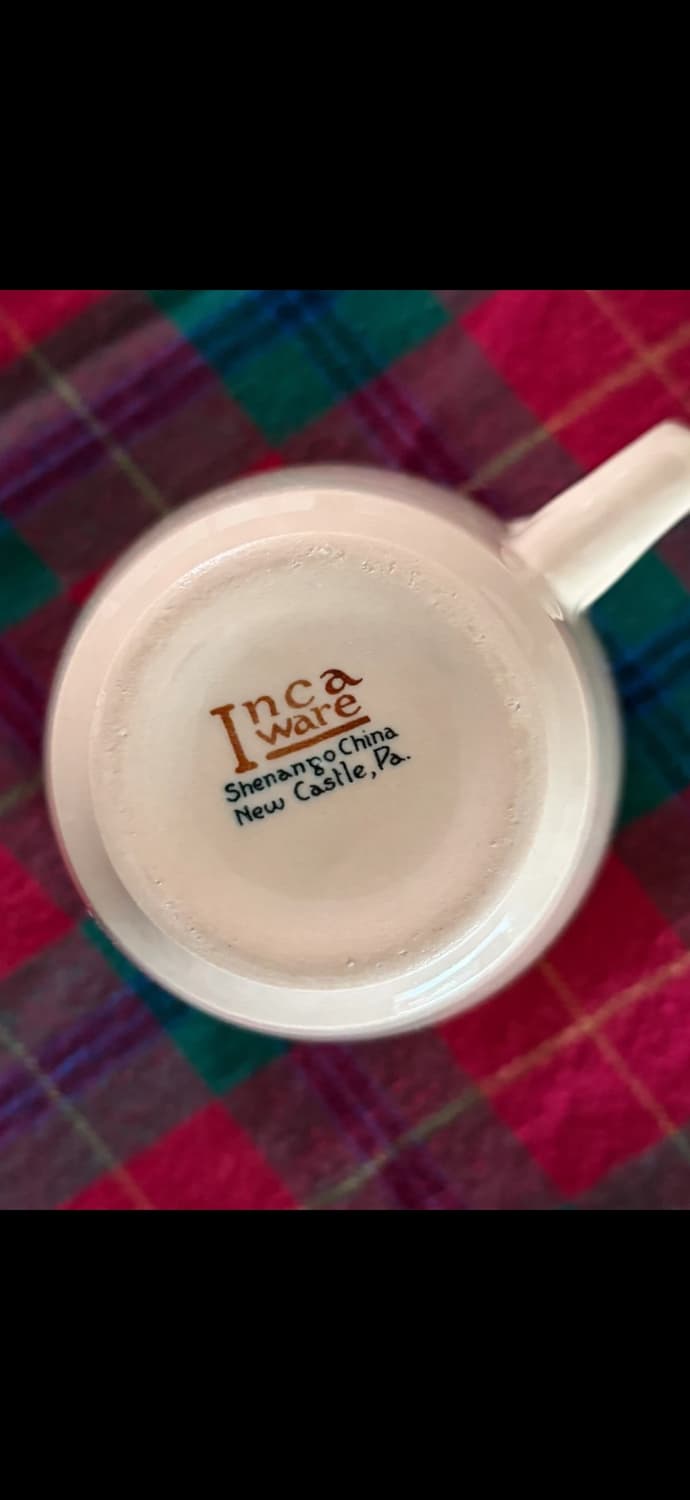 Inca
ware
Shenango China
New Castle, Pa.